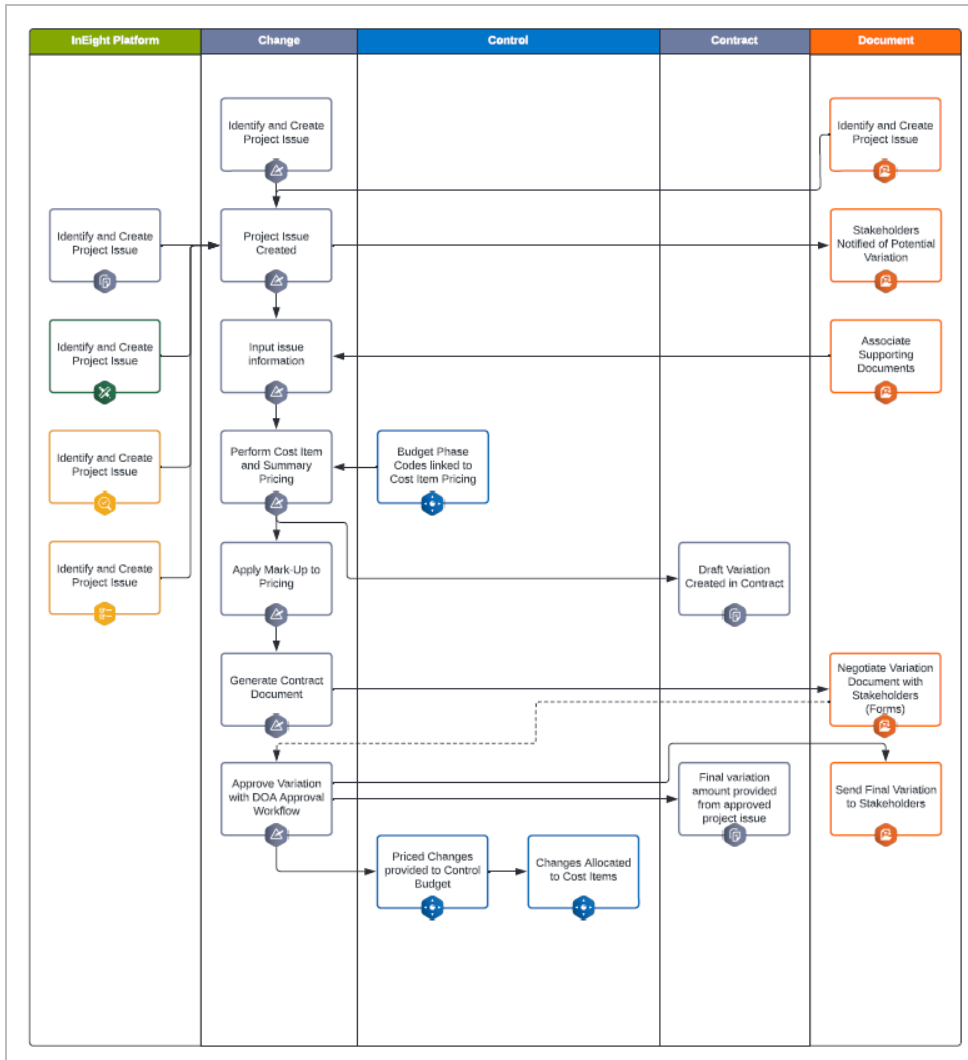 InEight Platform
Change
Control
Contract
Document
Identify and Create
Project Issue
Identify and Create
Project Issue
Identify and Create
Project Issue
Project Issue
Created
Stakeholders
Notified of Potential
Variation
Identify and Create
Project Issue
Input issue
information
Associate
Supporting
Documents
Identify and Create
Project Issue
Perform Cost Item
and Summary
Pricing
Budget Phase
Codes linked to
Cost Item Pricing
Identify and Create
Project Issue
Apply Mark-Up to
Pricing
Draft Variation
Created in Contract
Generate Contract
Document
Negotiate Variation
Document with
Stakeholders
(Forms)
Approve Variation
with DOA Approval
Workflow
Final variation
amount provided
from approved
project issue
Send Final Variation
to Stakeholders
Priced Changes
provided to Control
Budget
Changes Allocated
to Cost Items